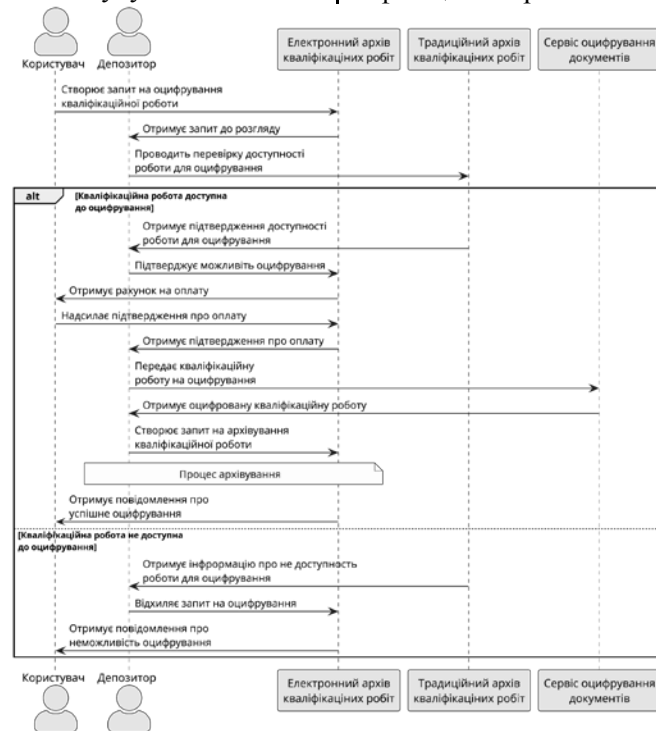 Користувач
Депозитор
Електронний архів
кваліфікаціних робіт
Традиційний архів
кваліфікаціних робіт
Сервіс оцифрування
документів
Створює запит на оцифрування
кваліфікаційної роботи
Отримує запит до розгляду
Проводить перевірку доступності
роботи для оцифрування
alt
[Кваліфікаційна робота доступна
до оцифрування]
Отримує підтвердження доступності
роботи для оцифрування
Підтверджує можливіть оцифрування
Отримує рахунок на оплату
Надсилає підтвердження про оплату
Отримує підтвердження про оплату
Передає кваліфікаційну
роботу на оцифрування
Отримує оцифровану кваліфікаційну роботу
Створює запит на архівування
кваліфікаційної роботи
Процес архівування
Отримує повідомлення про
успішне оцифрування
[Кваліфікаційна робота не доступна
до оцифрування]
Отримує інфрормацію про не доступность
роботи для оцифрування
Відхиляє запит на оцифрування
Отримує повідомлення про
неможливість оцифрування
Користувач
Депозитор
Електронний архів
кваліфікаціних робіт
Традиційний архів
кваліфікаціних робіт
Сервіс оцифрування
документів